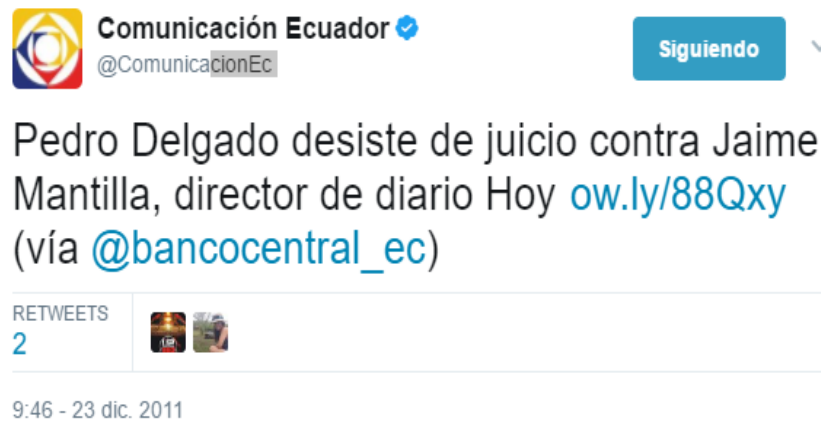 Comunicación Ecuador
@ComunicacionEc
Siguiendo
Pedro Delgado desiste de juicio contra Jaime
Mantilla, director de diario Hoy ow.ly/88Qxy
(vía @bancocentral_ec)
RETWEETS
2
9:46 - 23 dic. 2011